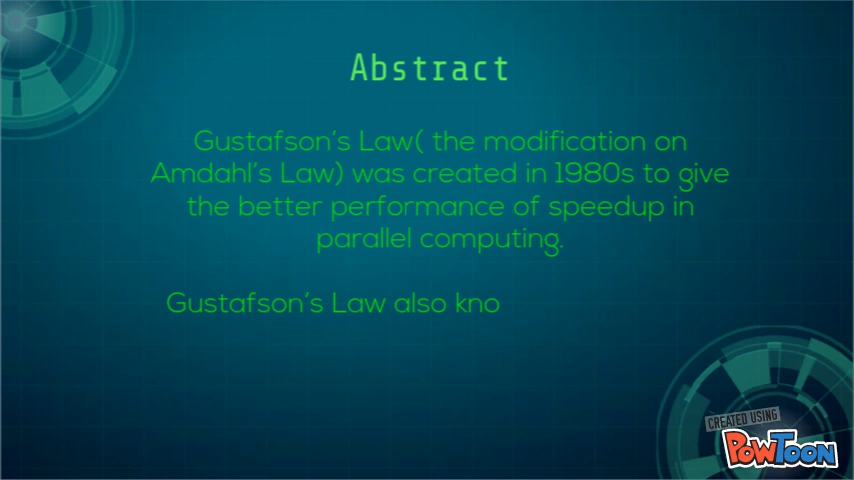 Abstract
Gustafson's Law( the modification on
Amdahl's Law) was created in 1980s to give
the better performance of speedup in
parallel computing.
Gustafson's Law also kno
CREATED USING
POWTOON